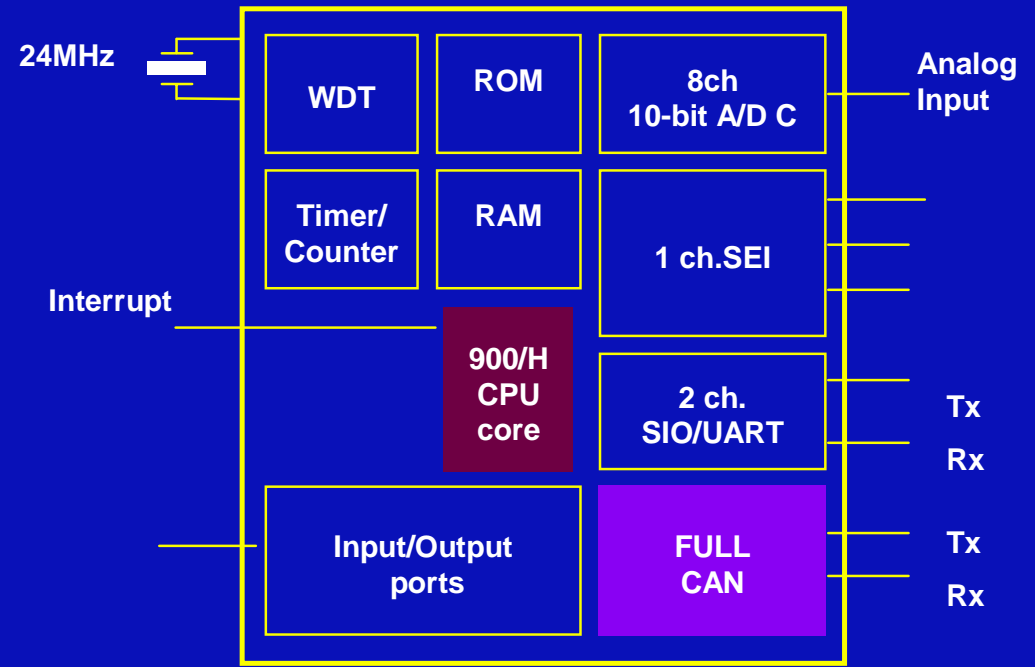 24MHz
WDT
ROM
8ch
10-bit A/D C
Analog
Input
Timer/
Counter
RAM
1 ch.SEI
Interrupt
900/H
CPU
core
2 ch.
SIO/UART
Tx
Rx
Input/Output
ports
FULL
CAN
Tx
Rx